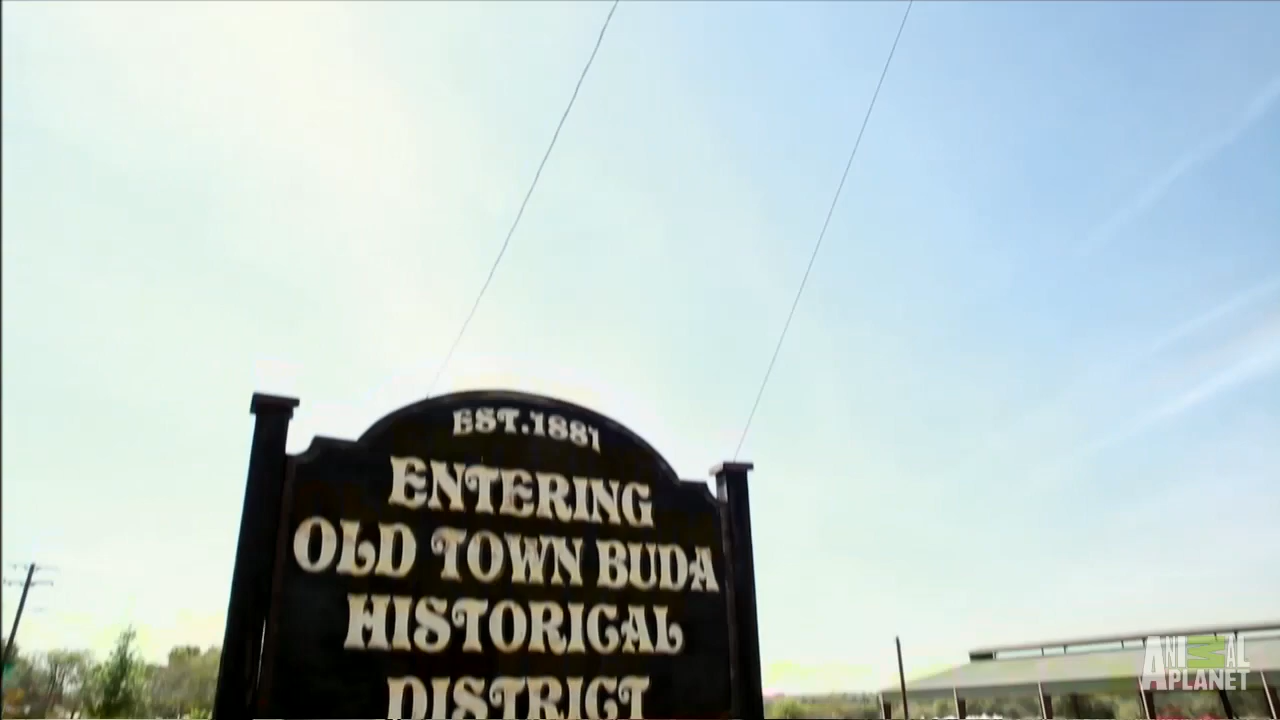 EST.1881
ENTERING
OLD TOWN BUDA
HISTORICAL
DISTRICT
ANIMAL
PLANET